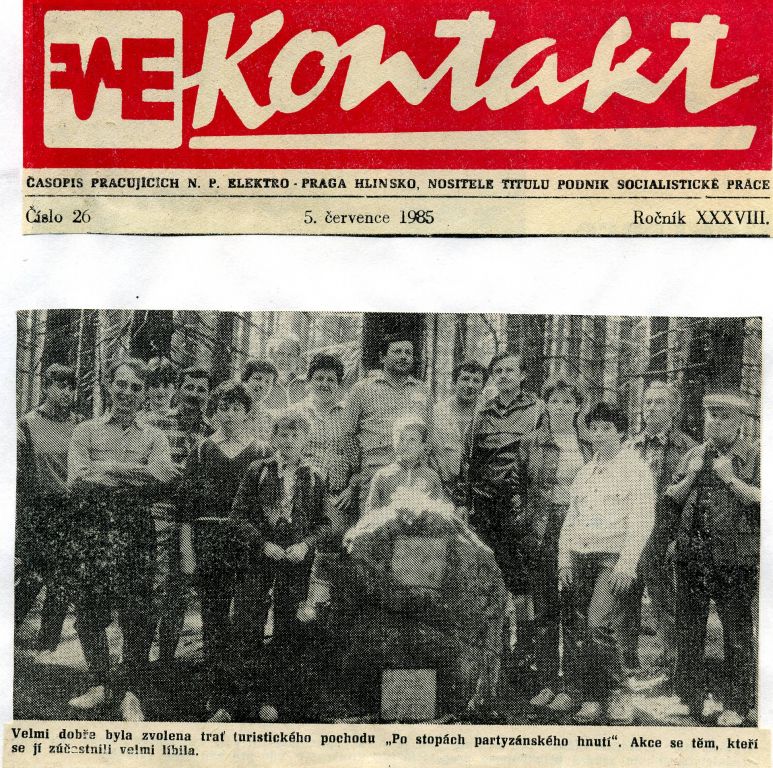 EPE Kontakt
ČASOPIS PRACUJÍCÍCH N. P. ELEKTRO - PRAGA HLINSKO, NOSITELE TITULU PODNIK SOCIALISTICKÉ PRÁCE
Číslo 26 5. července 1985 Ročník XXXVIII.
Velmi dobře byla zvolena trať turistického pochodu „Po stopách partyzánského hnutí“. Akce se těm, kteří
se jí zúčastnili velmi líbila.